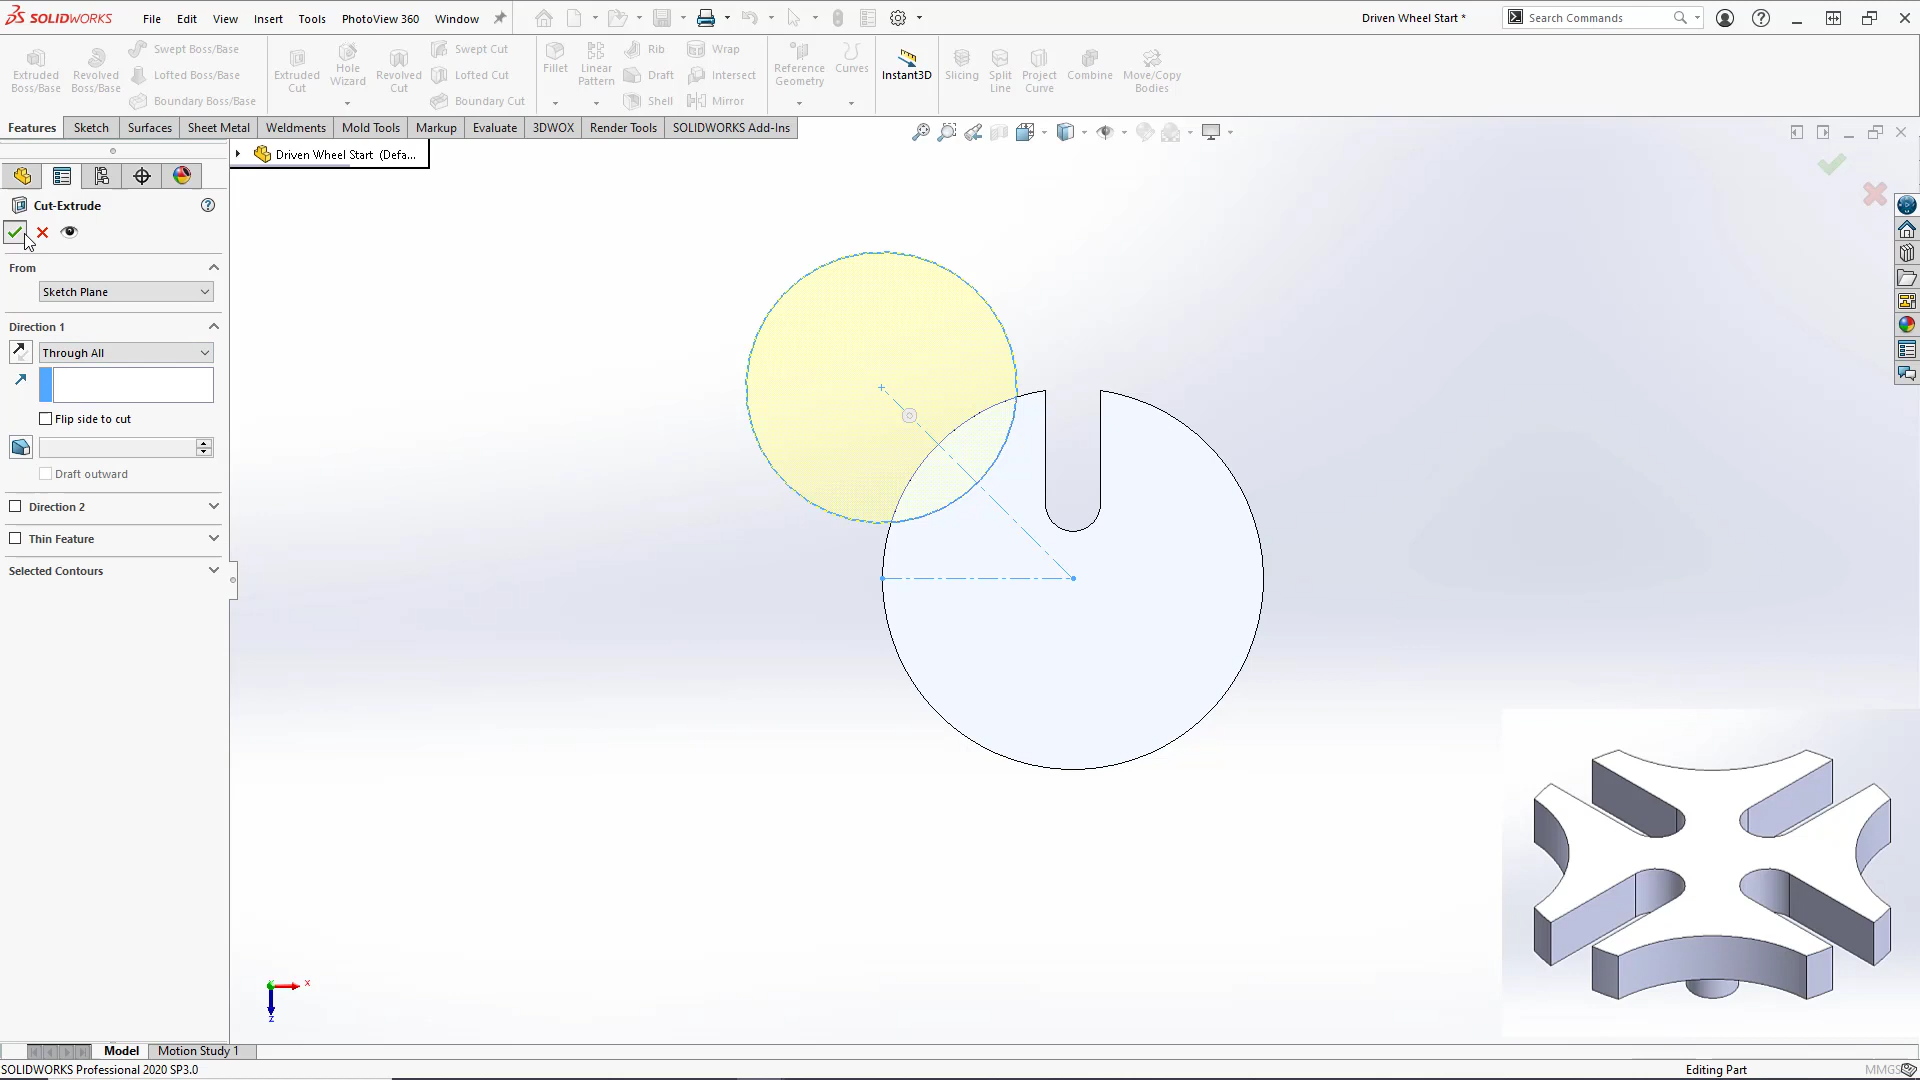 SOLIDWORKS File Edit View Insert Tools PhotoView 360 Window Driven Wheel Start * Search Commands
Extruded Boss/Base
Revolved Boss/Base
Swept Boss/Base
Lofted Boss/Base
Boundary Boss/Base
Extruded Cut
Hole Wizard
Revolved Cut
Swept Cut
Lofted Cut
Boundary Cut
Fillet
Linear Pattern
Rib
Draft
Shell
Wrap
Intersect
Mirror
Reference Geometry
Curves
Instant3D
Slicing
Split Line
Project Curve
Combine
Move/Copy Bodies
Features Sketch Surfaces Sheet Metal Weldments Mold Tools Markup Evaluate 3DWOX Render Tools SOLIDWORKS Add-Ins
Driven Wheel Start (Defa...
Cut-Extrude
From
Sketch Plane
Direction 1
Through All
Flip side to cut
Draft outward
Direction 2
Thin Feature
Selected Contours
X
Z
Model Motion Study 1
SOLIDWORKS Professional 2020 SP3.0 Editing Part MMGS